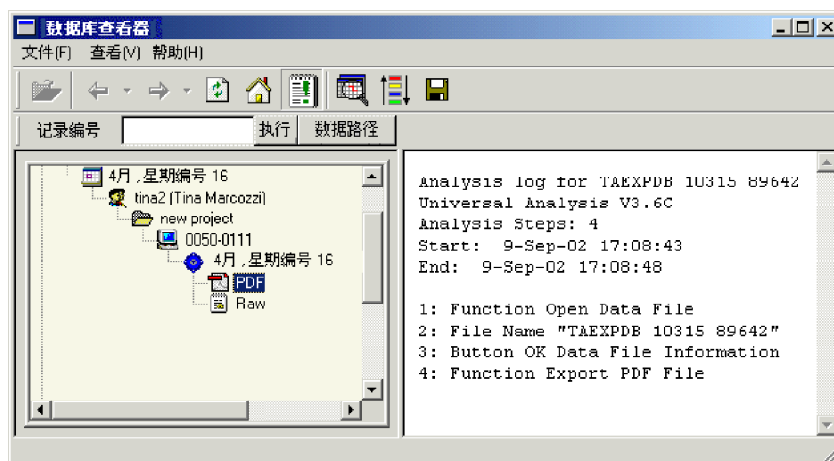 数据库查看器
文件(F) 查看(V) 帮助(H)
记录编号 执行 数据路径
4月 , 星期编号 16
tina2 (Tina Marcozzi)
new project
0050-0111
4月 , 星期编号 16
PDF
Raw
Analysis log for TAEXPDB 10315 89642
Universal Analysis V3.6C
Analysis Steps: 4
Start: 9-Sep-02 17:08:43
End: 9-Sep-02 17:08:48
1: Function Open Data File
2: File Name "TAEXPDB 10315 89642"
3: Button OK Data File Information
4: Function Export PDF File